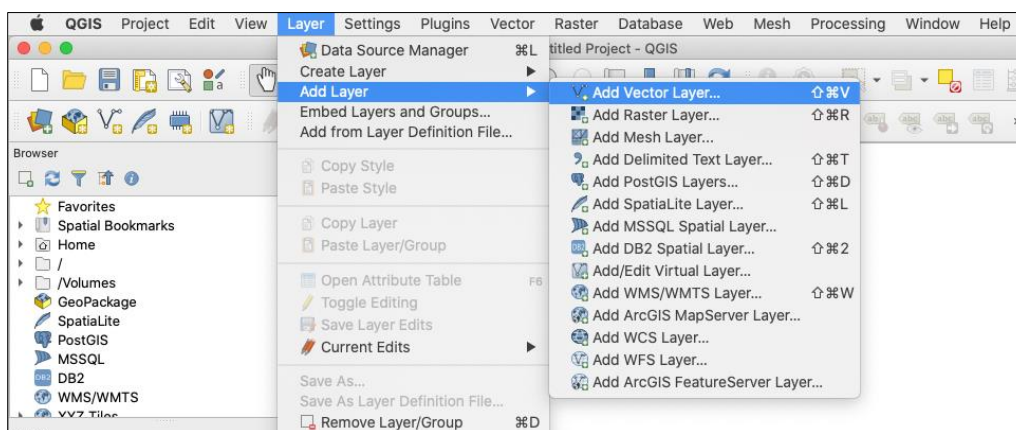 QGIS Project Edit View Layer Settings Plugins Vector Raster Database Web Mesh Processing Window Help
titled Project - QGIS
Data Source Manager ⌘L
Create Layer
Add Layer
Embed Layers and Groups...
Add from Layer Definition File...
Copy Style
Paste Style
Copy Layer
Paste Layer/Group
Open Attribute Table F6
Toggle Editing
Save Layer Edits
Current Edits
Save As...
Save As Layer Definition File...
Remove Layer/Group ⌘D
Add Vector Layer... ⇧⌘V
Add Raster Layer... ⇧⌘R
Add Mesh Layer...
Add Delimited Text Layer... ⇧⌘T
Add PostGIS Layers... ⇧⌘D
Add SpatiaLite Layer... ⇧⌘L
Add MSSQL Spatial Layer...
Add DB2 Spatial Layer... ⇧⌘2
Add/Edit Virtual Layer...
Add WMS/WMTS Layer... ⇧⌘W
Add ArcGIS MapServer Layer...
Add WCS Layer...
Add WFS Layer...
Add ArcGIS FeatureServer Layer...
Browser
Favorites
Spatial Bookmarks
Home
/
/Volumes
GeoPackage
SpatiaLite
PostGIS
MSSQL
DB2
WMS/WMTS
XYZ Tiles